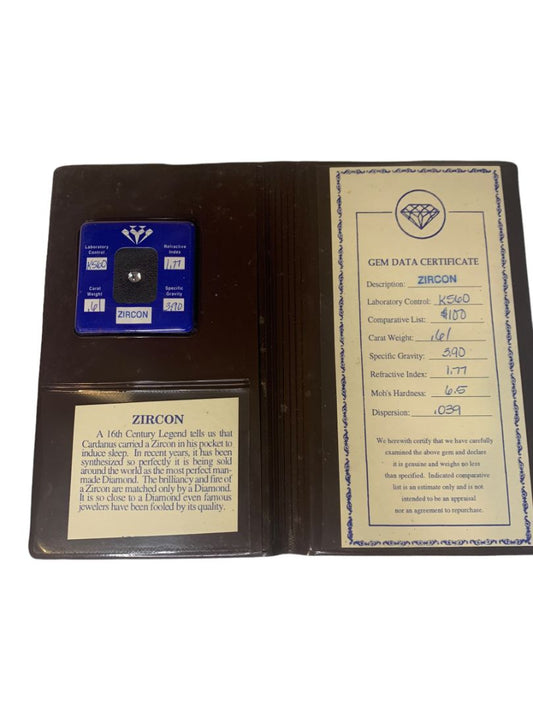 Laboratory Control
K560
Refractive Index
1.77
Carat Weight
.61
Specific Gravity
3.90
ZIRCON
ZIRCON
A 16th Century Legend tells us that
Cardanus carried a Zircon in his pocket to
induce sleep. In recent years, it has been
synthesized so perfectly it is being sold
around the world as the most perfect man-
made Diamond. The brilliancy and fire of
a Zircon are matched only by a Diamond.
It is so close to a Diamond even famous
jewelers have been fooled by its quality.
GEM DATA CERTIFICATE
Description: ZIRCON
Laboratory Control: K560
Comparative List: $100
Carat Weight: .61
Specific Gravity: 3.90
Refractive Index: 1.77
Moh's Hardness: 6.5
Dispersion: .039
We herewith certify that we have carefully
examined the above gem and declare
it is genuine and weighs no less
than specified. Indicated comparative
list is an estimate only and is not
intended to be an appraisal
nor an agreement to repurchase.